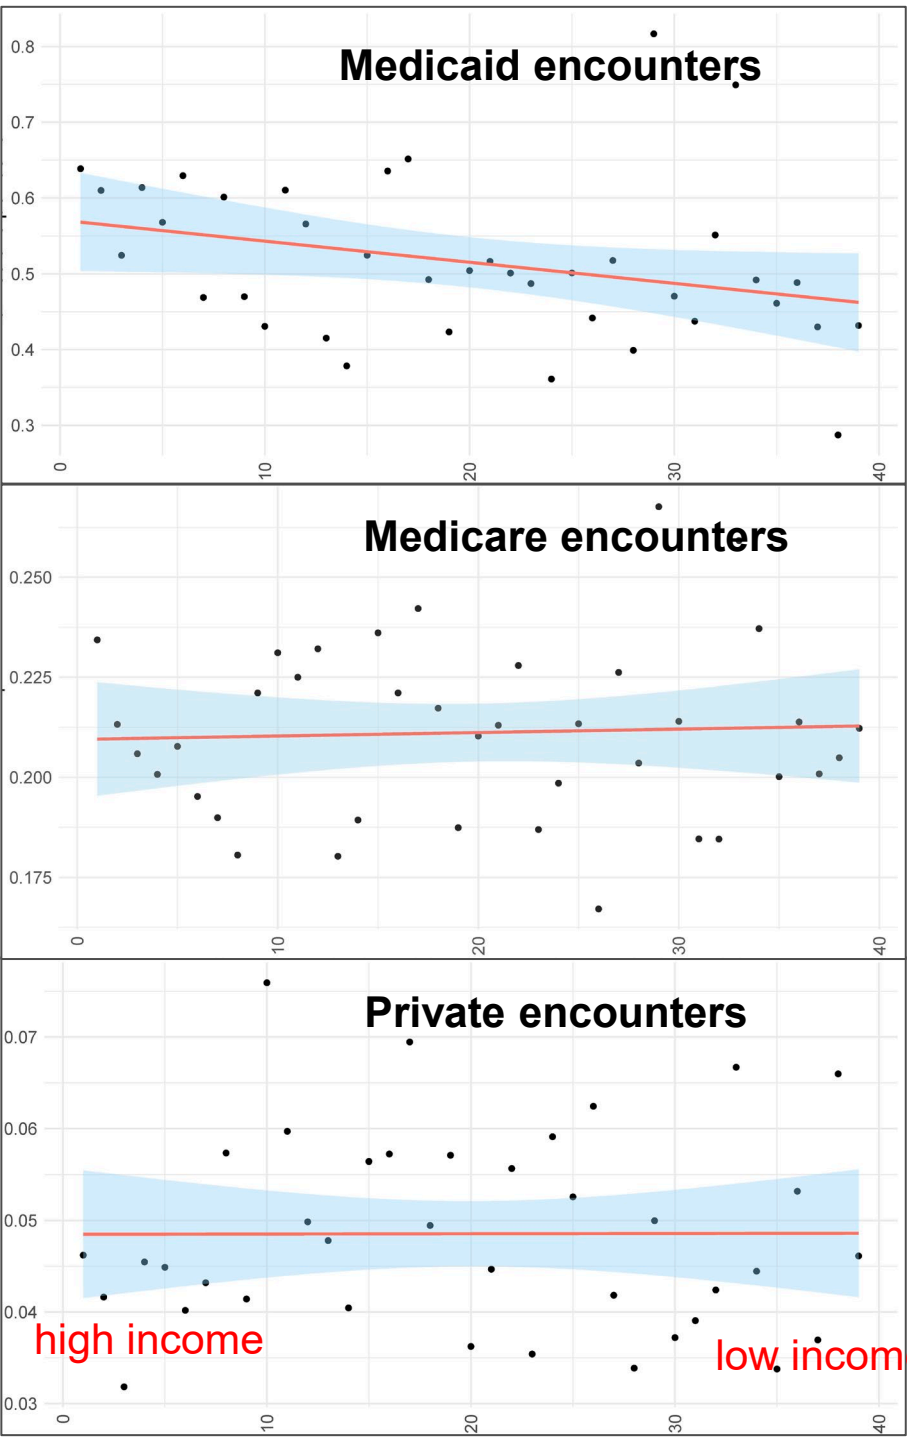 Medicaid encounters
0.8
0.7
0.6
0.5
0.4
0.3
0 10 20 30 40
Medicare encounters
0.250
0.225
0.200
0.175
0 10 20 30 40
Private encounters
0.07
0.06
0.05
0.04
high income
low incom
0.03
0 10 20 30 40